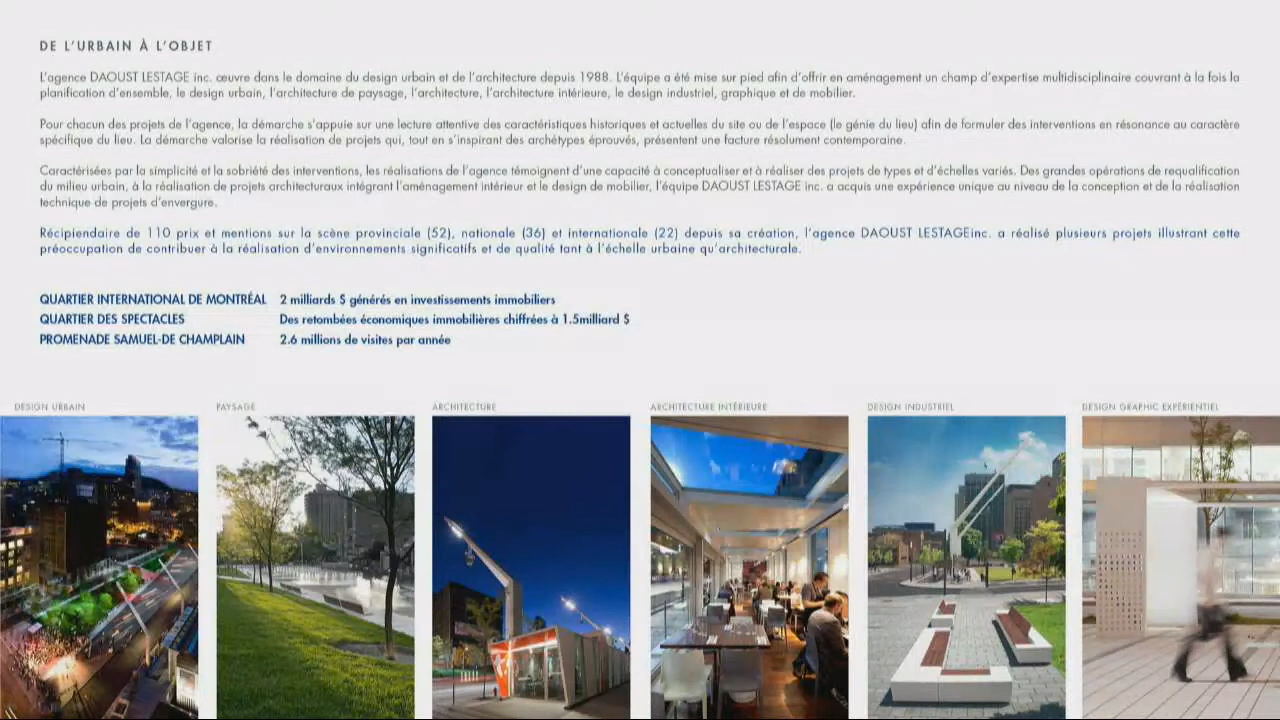 DE L'URBAIN À L'OBJET
L'agence DAOUST LESTAGE inc. œuvre dans le domaine du design urbain et de l'architecture depuis 1988. L'équipe a été mise sur pied afin d'offrir en aménagement un champ d'expertise multidisciplinaire couvrant à la fois la
planification d'ensemble, le design urbain, l'architecture de paysage, l'architecture, l'architecture intérieure, le design industriel, graphique et de mobilier.
Pour chacun des projets de l'agence, la démarche s'appuie sur une lecture attentive des caractéristiques historiques et actuelles du site ou de l'espace (le génie du lieu) afin de formuler des interventions en résonance au caractère
spécifique du lieu. La démarche valorise la réalisation de projets qui, tout en s'inspirant des archétypes éprouvés, présentent une facture résolument contemporaine.
Caractérisées par la simplicité et la sobriété des interventions, les réalisations de l'agence témoignent d'une capacité à conceptualiser et à réaliser des projets de types et d'échelles variés. Des grandes opérations de requalification
du milieu urbain, à la réalisation de projets architecturaux intégrant l'aménagement intérieur et le design de mobilier, l'équipe DAOUST LESTAGE inc. a acquis une expérience unique au niveau de la conception et de la réalisation
technique de projets d'envergure.
Récipiendaire de 110 prix et mentions sur la scène provinciale (52), nationale (36) et internationale (22) depuis sa création, l'agence DAOUST LESTAGEinc. a réalisé plusieurs projets illustrant cette
préoccupation de contribuer à la réalisation d'environnements significatifs et de qualité tant à l'échelle urbaine qu'architecturale.
QUARTIER INTERNATIONAL DE MONTRÉAL 2 milliards $ générés en investissements immobiliers
QUARTIER DES SPECTACLES Des retombées économiques immobilières chiffrées à 1.5milliard $
PROMENADE SAMUEL-DE CHAMPLAIN 2.6 millions de visites par année
DESIGN URBAIN PAYSAGE ARCHITECTURE ARCHITECTURE INTÉRIEURE DESIGN INDUSTRIEL DESIGN GRAPHIC EXPÉRIENTIEL